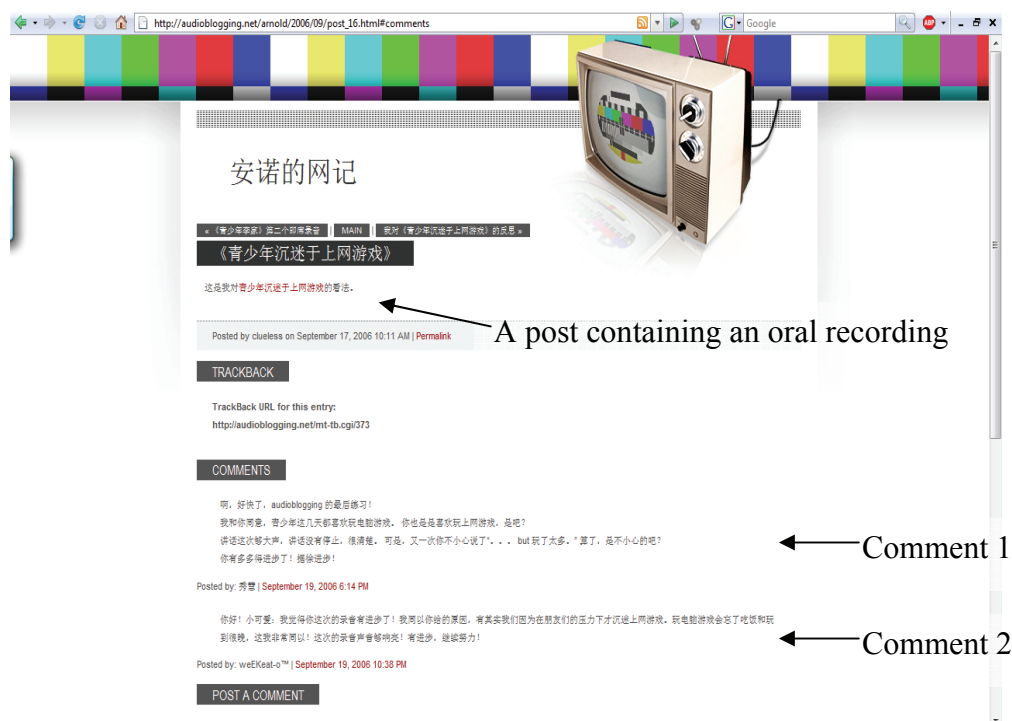 http://audioblogging.net/arnold/2006/09/post_16.html#comments
G Google
ABP
安诺的网记
« 《青少年李家》第二个即席录音 | MAIN | 我对《青少年沉迷于上网游戏》的反思 »
《青少年沉迷于上网游戏》
这是我对青少年沉迷于上网游戏的看法。
A post containing an oral recording
Posted by clueless on September 17, 2006 10:11 AM | Permalink
TRACKBACK
TrackBack URL for this entry:
http://audioblogging.net/mt-tb.cgi/373
COMMENTS
啊，好快了，audioblogging 的最后练习！
我和你同意，青少年这几天都喜欢玩电脑游戏。 你也是是喜欢玩上网游戏，是吧？
讲话这次够大声，讲话没有停止，很清楚。 可是，又一次你不小心说了". . . but 玩了太多。" 算了，是不小心的吧？
Comment 1
你有多多得进步了！ 继续进步！
Posted by: 秀慧 | September 19, 2006 6:14 PM
你好！小可爱：我觉得你这次的录音有进步了！我同以你给的原因，有其实我们因为在朋友们的压力下才沉迷上网游戏。玩电脑游戏会忘了吃饭和玩
到很晚，这我非常同以！这次的录音声音够响亮！有进步，继续努力！
Comment 2
Posted by: weEKeat-o™ | September 19, 2006 10:38 PM
POST A COMMENT